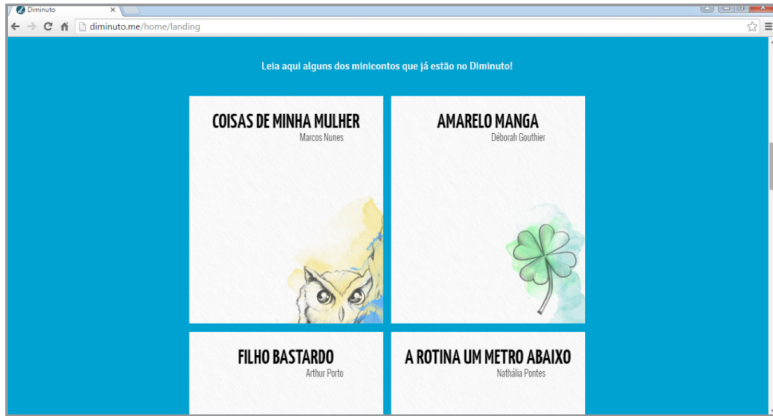 Diminuto
diminuto.me/home/landing
Leia aqui alguns dos minicontos que já estão no Diminuto!
COISAS DE MINHA MULHER
Marcos Nunes
AMARELO MANGA
Déborah Gouthier
FILHO BASTARDO
Arthur Porto
A ROTINA UM METRO ABAIXO
Nathália Pontes